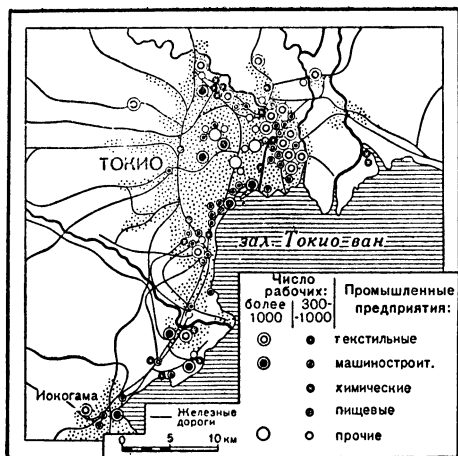 ТОКИО
зал. Токио-ван
Число рабочих:
более 1000
300-1000
Промышленные предприятия:
текстильные
машиностроит.
химические
пищевые
прочие
Иокогама
Железные дороги
0 5 10 км